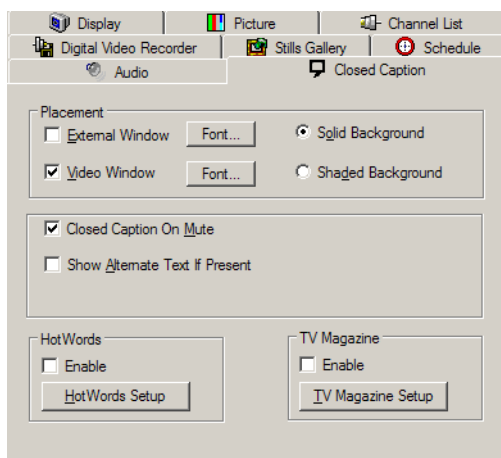 Display Picture Channel List
Digital Video Recorder Stills Gallery Schedule
Audio Closed Caption
Placement
External Window Font... Solid Background
Video Window Font... Shaded Background
Closed Caption On Mute
Show Alternate Text If Present
HotWords TV Magazine
Enable Enable
HotWords Setup TV Magazine Setup